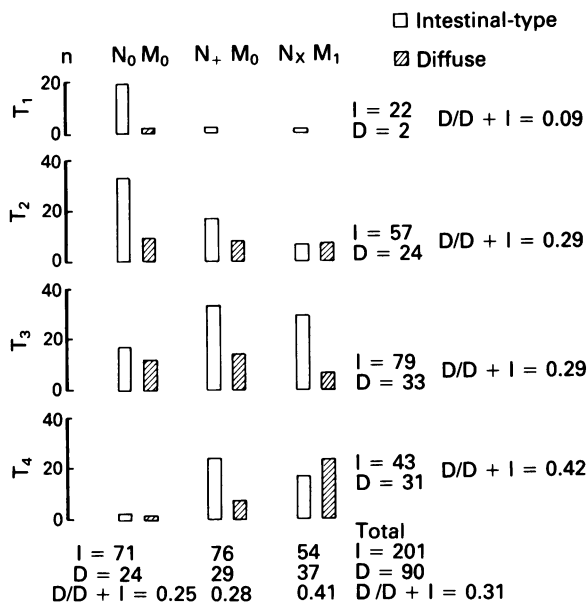 Intestinal-type
n N₀ M₀ N₊ M₀ Nₓ M₁ Diffuse
T₁
20
0
I = 22
D = 2
D/D + I = 0.09
T₂
40
20
0
I = 57
D = 24
D/D + I = 0.29
T₃
40
20
0
I = 79
D = 33
D/D + I = 0.29
T₄
40
20
0
I = 43
D = 31
D/D + I = 0.42
Total
I = 71 76 54 I = 201
D = 24 29 37 D = 90
D/D + I = 0.25 0.28 0.41 D/D + I = 0.31